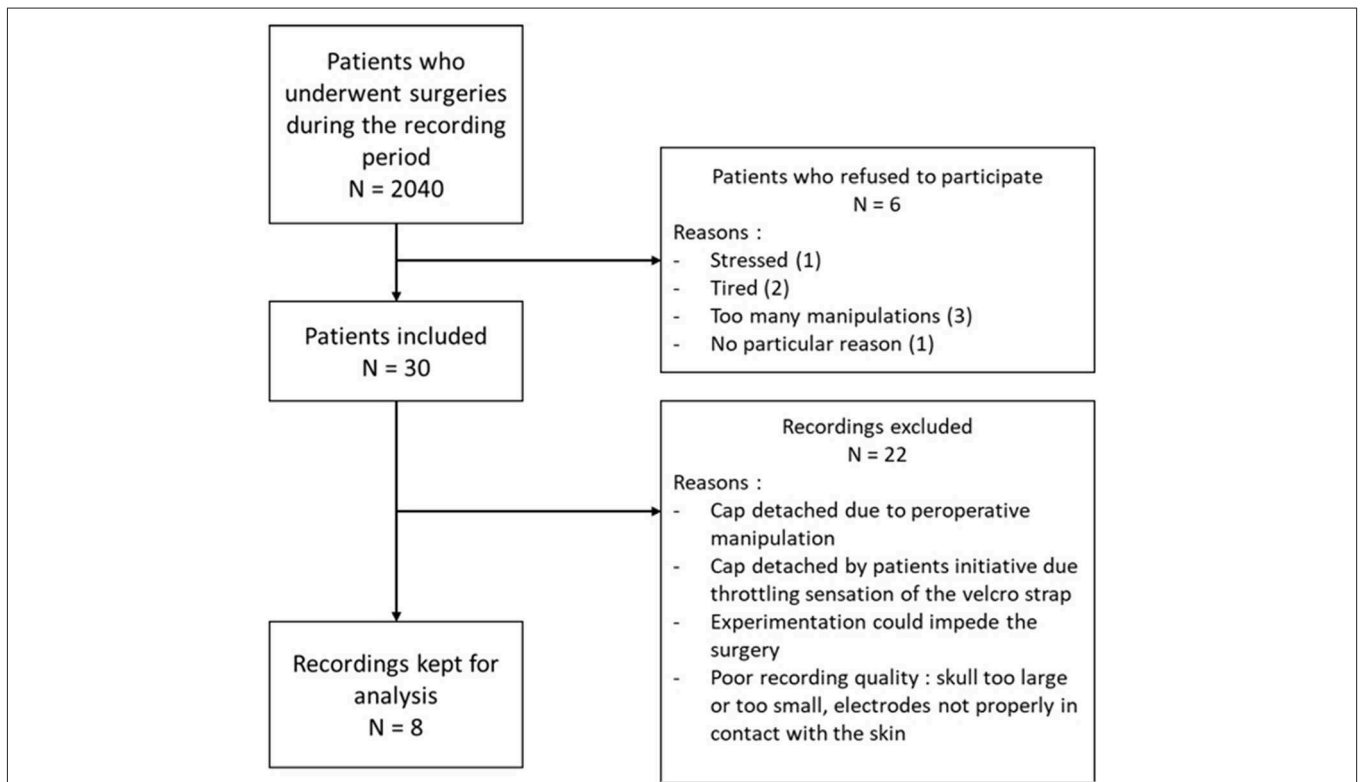 Patients who
underwent surgeries
during the recording
period
N = 2040
Patients who refused to participate
N = 6
Reasons :
- Stressed (1)
- Tired (2)
- Too many manipulations (3)
- No particular reason (1)
Patients included
N = 30
Recordings excluded
N = 22
Reasons :
- Cap detached due to peroperative
manipulation
- Cap detached by patients initiative due
throttling sensation of the velcro strap
- Experimentation could impede the
surgery
- Poor recording quality : skull too large
or too small, electrodes not properly in
contact with the skin
Recordings kept for
analysis
N = 8